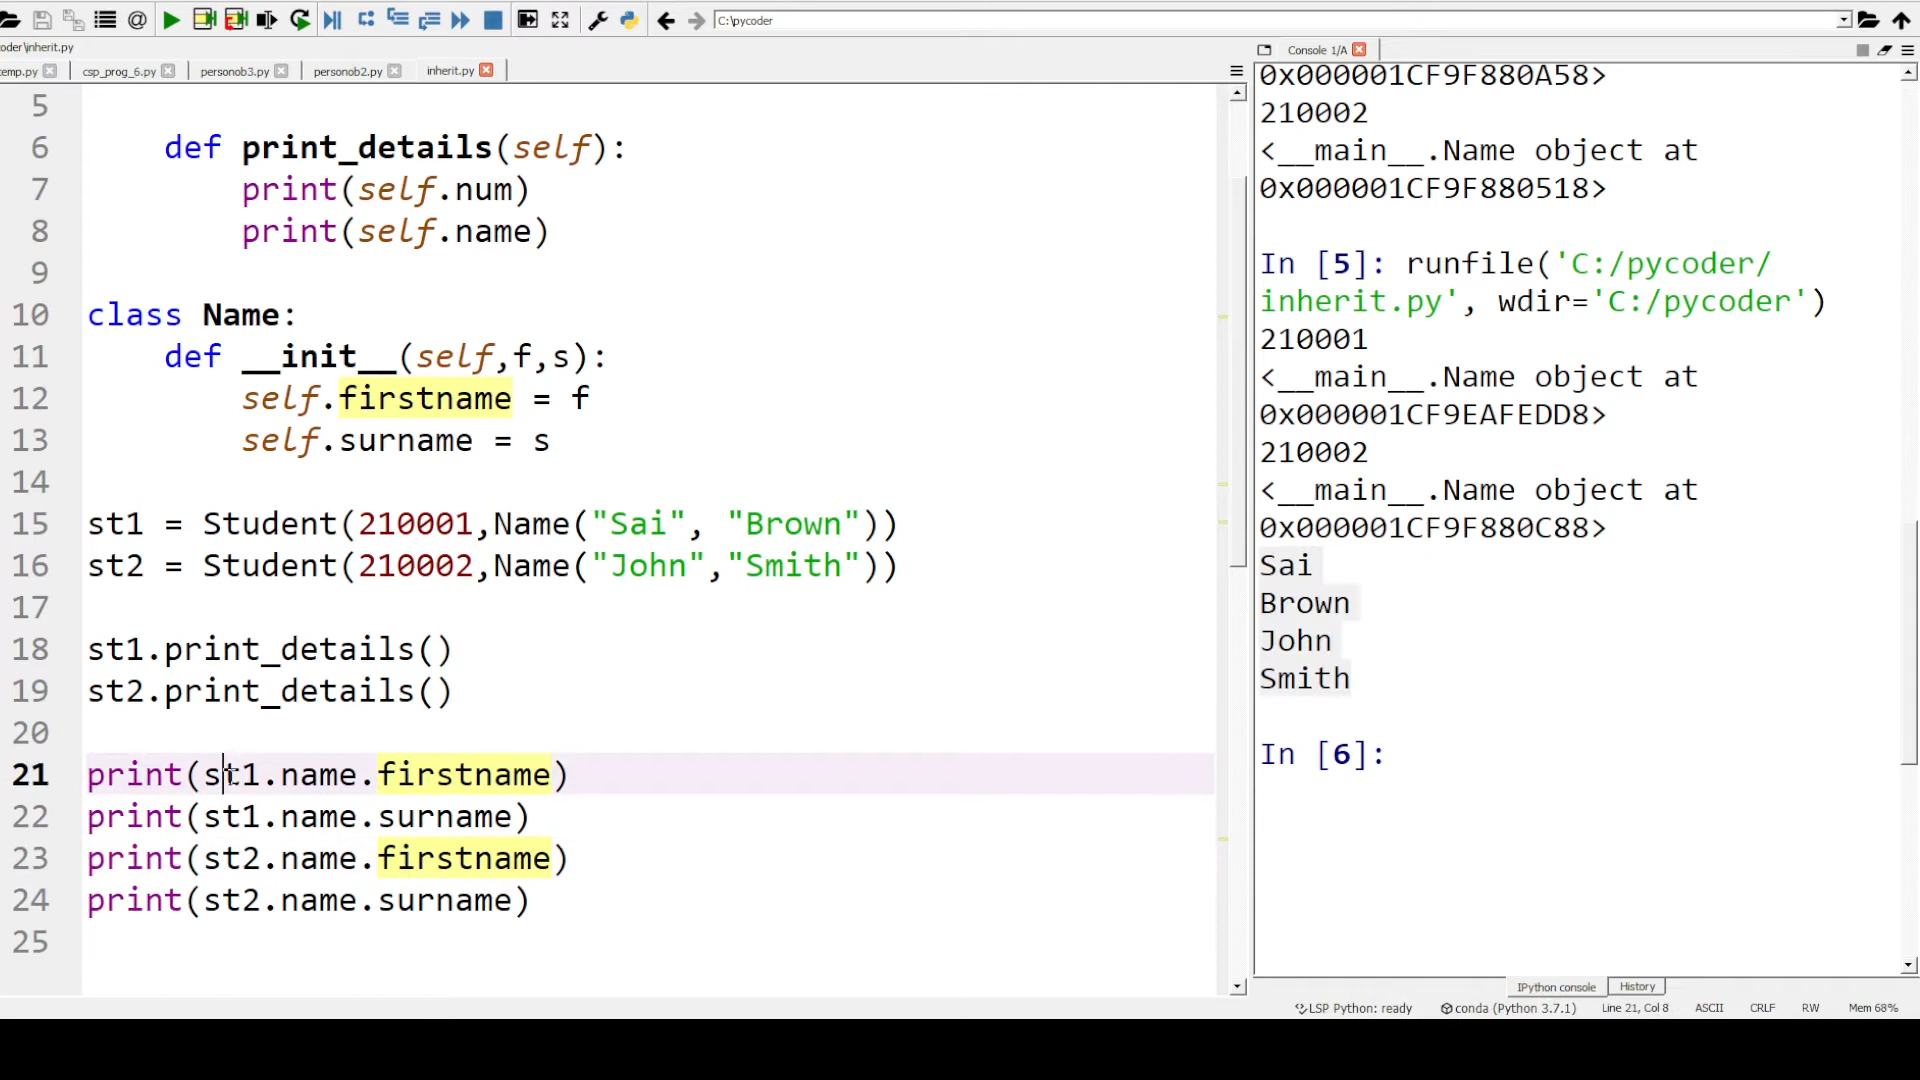 C:\pycoder
oder\inherit.py
emp.py
csp_prog_6.py
personob3.py
personob2.py
inherit.py
5
6 def print_details(self):
7 print(self.num)
8 print(self.name)
9
10 class Name:
11 def __init__(self,f,s):
12 self.firstname = f
13 self.surname = s
14
15 st1 = Student(210001,Name("Sai", "Brown"))
16 st2 = Student(210002,Name("John","Smith"))
17
18 st1.print_details()
19 st2.print_details()
20
21 print(st1.name.firstname)
22 print(st1.name.surname)
23 print(st2.name.firstname)
24 print(st2.name.surname)
25
Console 1/A
0x000001CF9F880A58>
210002
<__main__.Name object at
0x000001CF9F880518>
In [5]: runfile('C:/pycoder/
inherit.py', wdir='C:/pycoder')
210001
<__main__.Name object at
0x000001CF9EAFEDD8>
210002
<__main__.Name object at
0x000001CF9F880C88>
Sai
Brown
John
Smith
In [6]:
IPython console
History
LSP Python: ready
conda (Python 3.7.1)
Line 21, Col 8
ASCII
CRLF
RW
Mem 68%